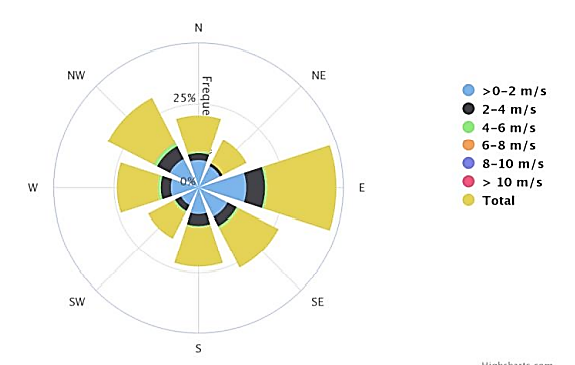 N
NW
NE
25%
Freque
0%
W
E
SW
SE
S
>0-2 m/s
2-4 m/s
4-6 m/s
6-8 m/s
8-10 m/s
> 10 m/s
Total